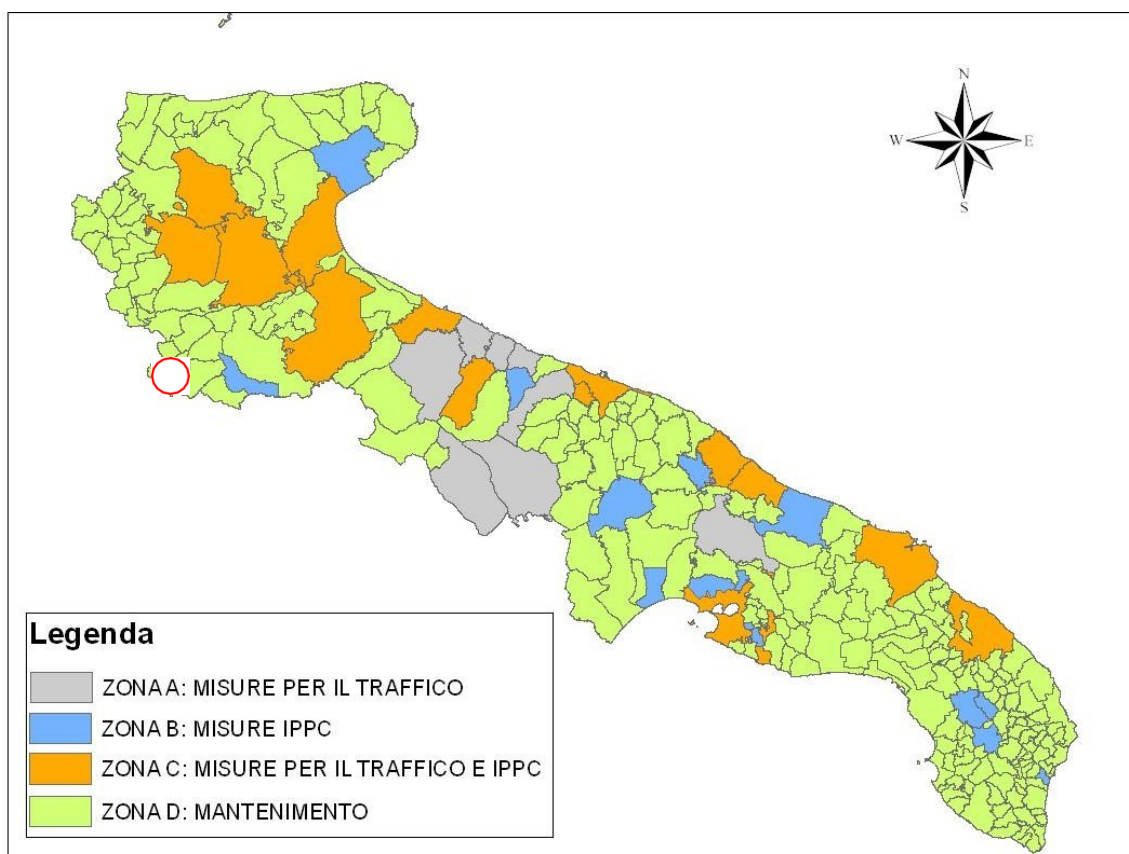 N
W
E
S
Legenda
ZONA A: MISURE PER IL TRAFFICO
ZONA B: MISURE IPPC
ZONA C: MISURE PER IL TRAFFICO E IPPC
ZONA D: MANTENIMENTO